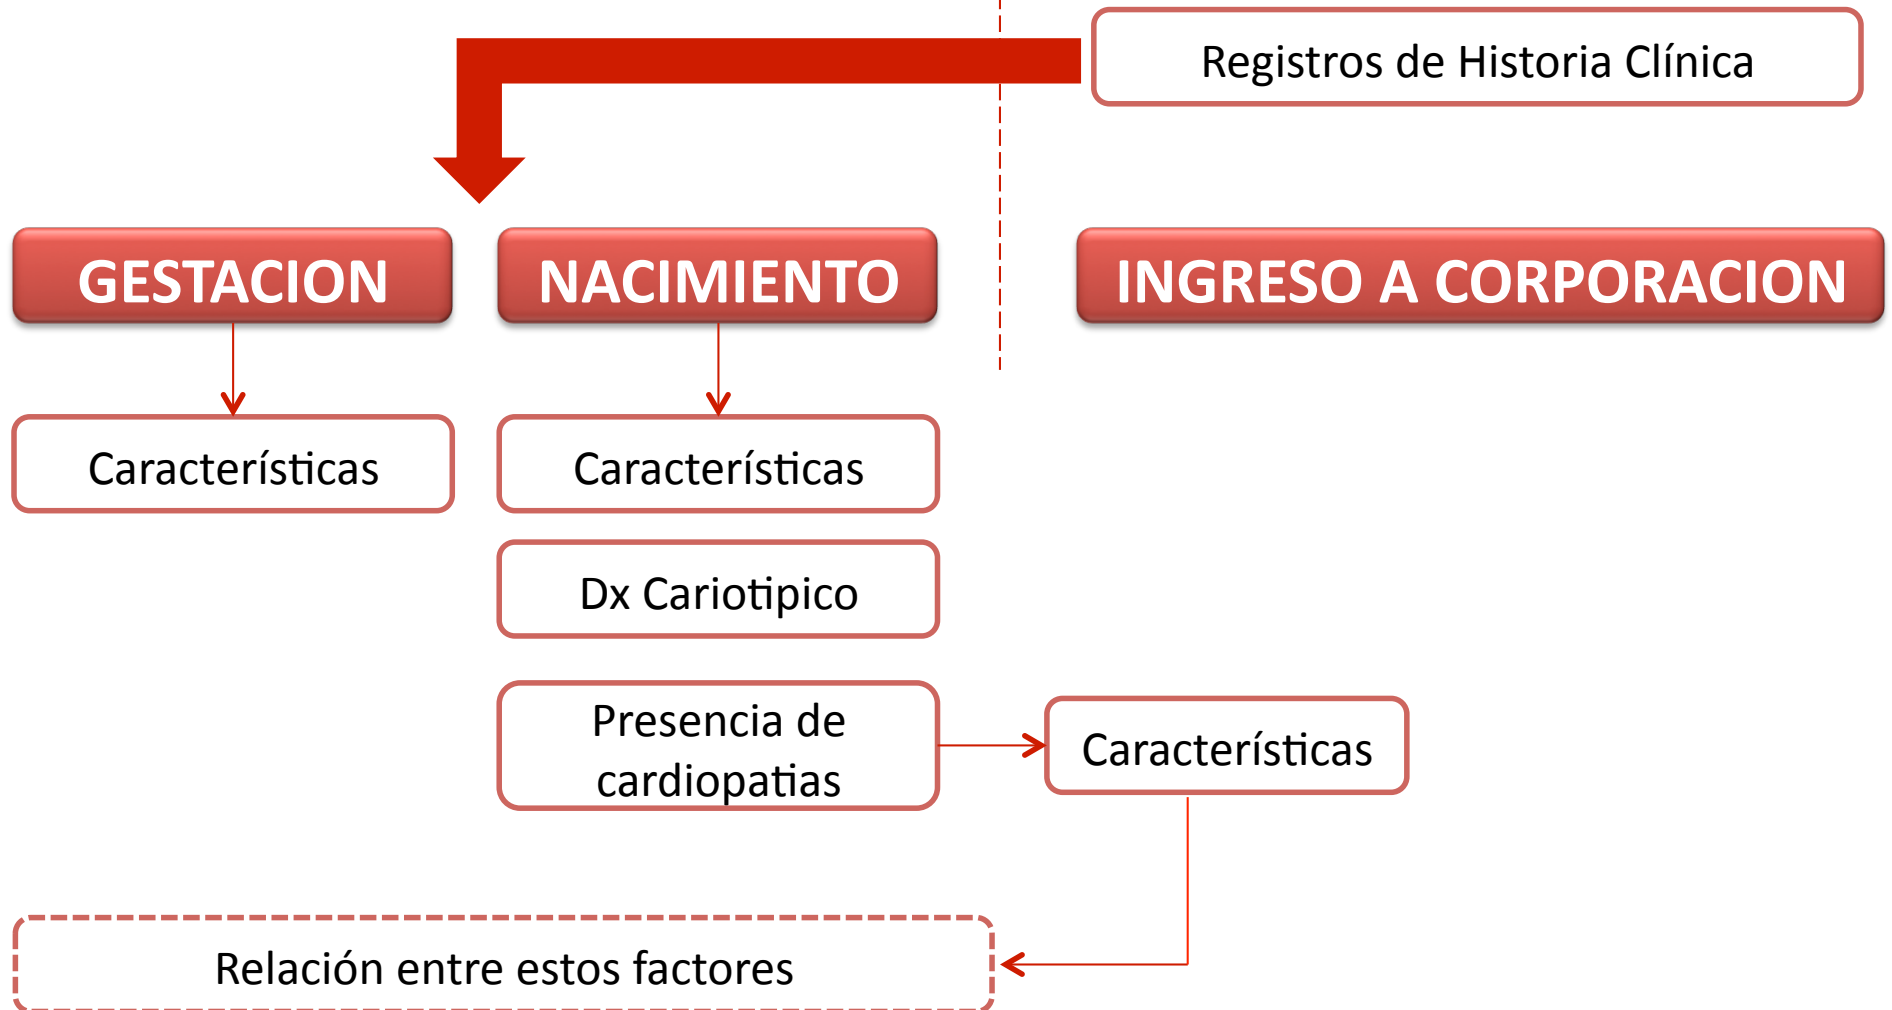 Registros de Historia Clínica
GESTACION
NACIMIENTO
INGRESO A CORPORACION
Características
Características
Dx Cariotipico
Presencia de
cardiopatias
Características
Relación entre estos factores